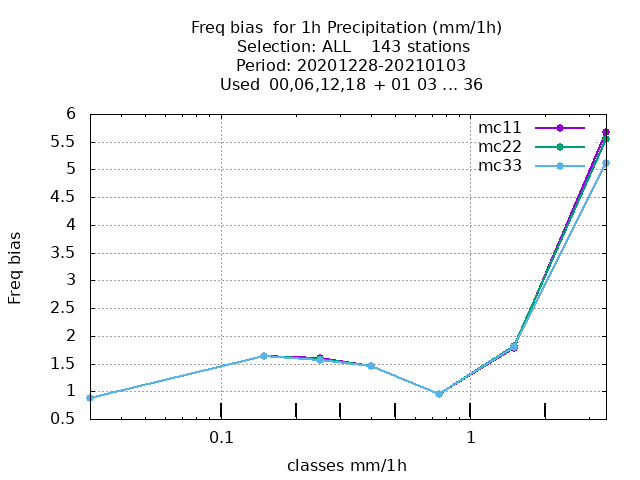 Freq bias  for 1h Precipitation (mm/1h)
Selection: ALL    143 stations
Period: 20201228-20210103
Used  00,06,12,18  + 01 03 ... 36
6
5.5
5
4.5
4
3.5
3
2.5
2
1.5
1
0.5
Freq bias
mc11
mc22
mc33
0.1
1
classes mm/1h